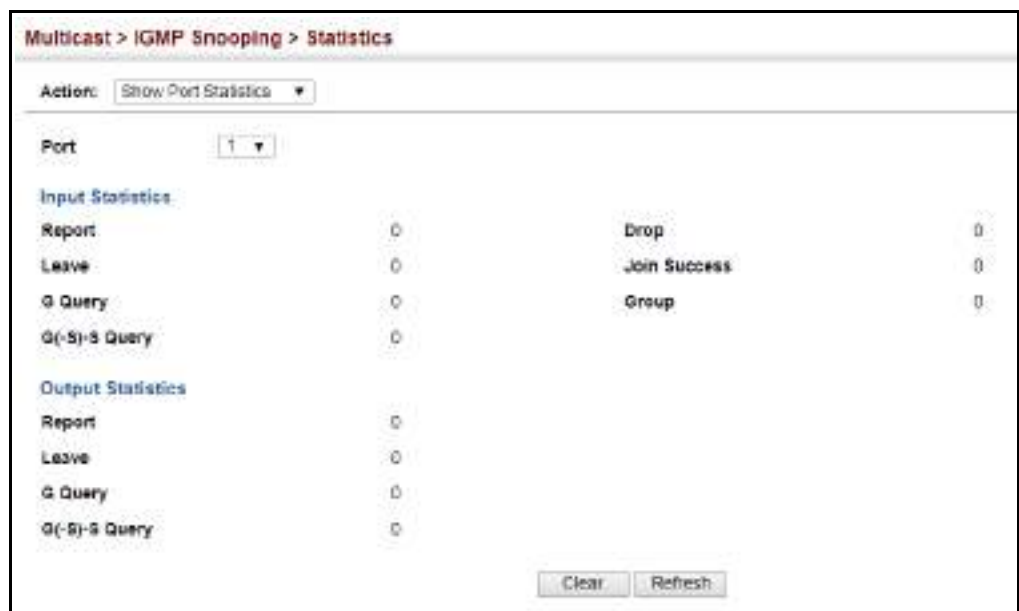 Multicast > IGMP Snooping > Statistics
Action: Show Port Statistics
Port 1
Input Statistics
Report 0 Drop 0
Leave 0 Join Success 0
G Query 0 Group 0
G(-S)-S Query 0
Output Statistics
Report 0
Leave 0
G Query 0
G(-S)-S Query 0
Clear Refresh